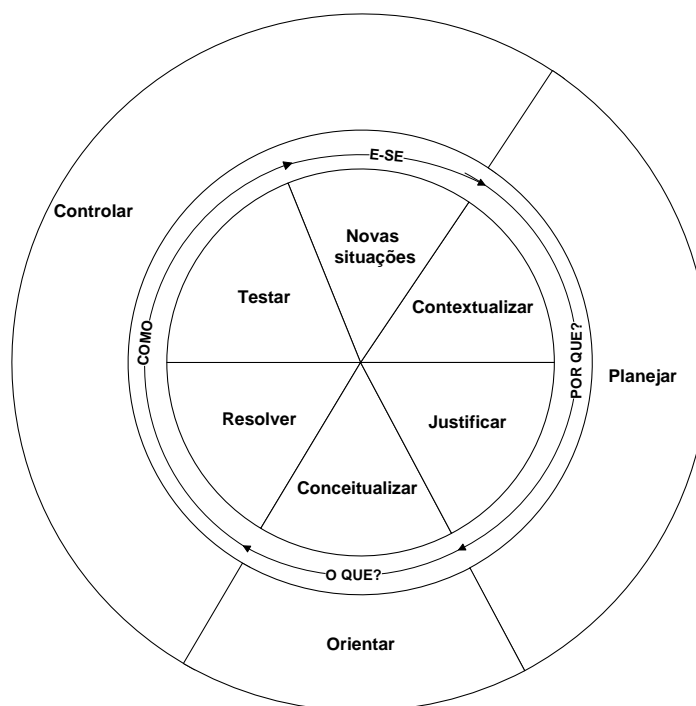 E-SE
Controlar
Novas
situações
Testar
Contextualizar
COMO
POR QUE?
Planejar
Resolver
Justificar
Conceitualizar
O QUE?
Orientar